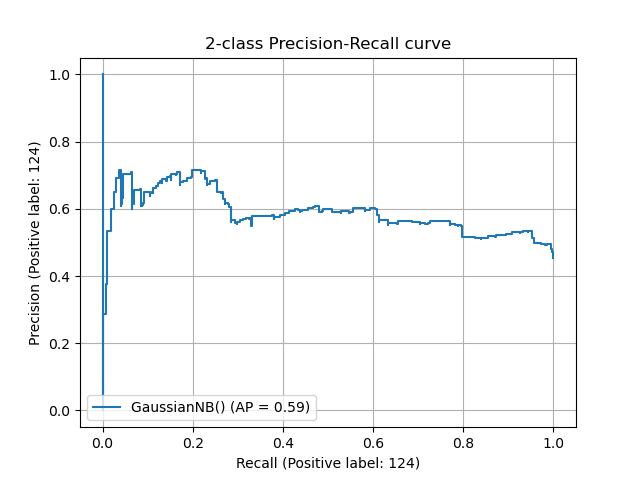 2-class Precision-Recall curve
1.0
0.8
0.6
0.4
0.2
0.0
Precision (Positive label: 124)
GaussianNB() (AP = 0.59)
0.0 0.2 0.4 0.6 0.8 1.0
Recall (Positive label: 124)